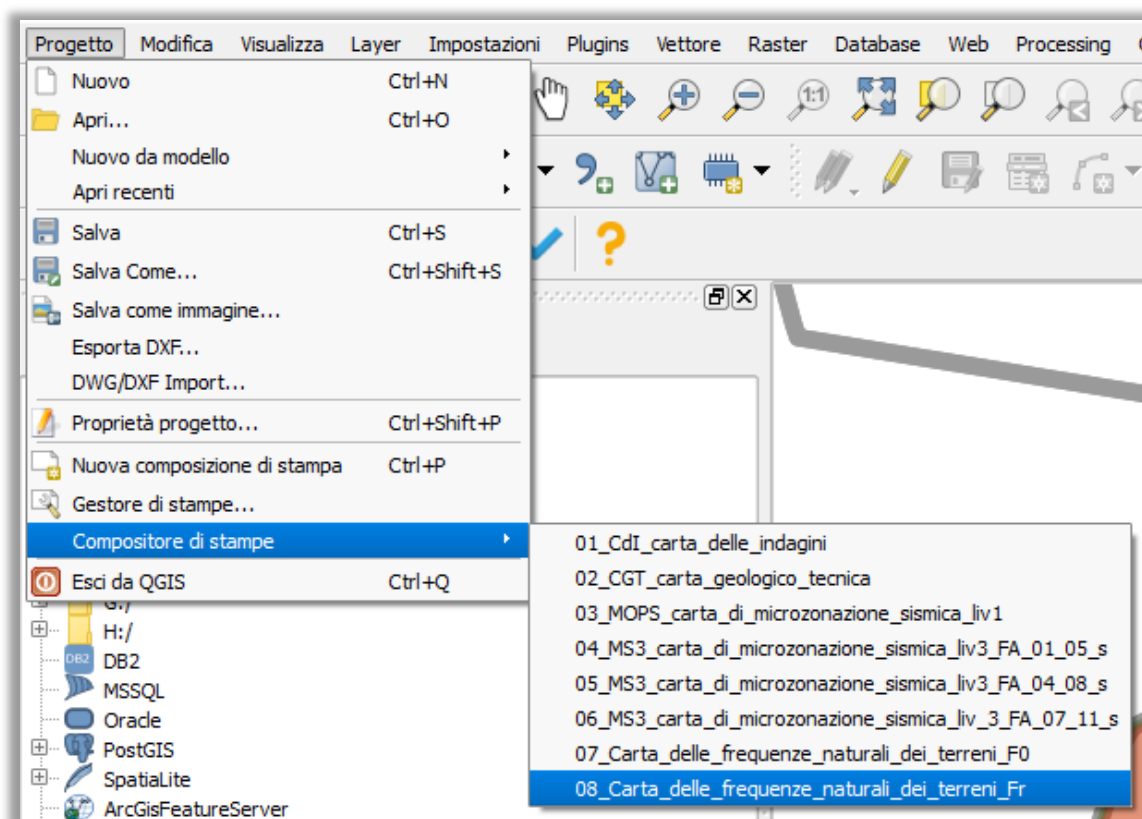 Progetto Modifica Visualizza Layer Impostazioni Plugins Vettore Raster Database Web Processing
Nuovo Ctrl+N
Apri... Ctrl+O
Nuovo da modello
Apri recenti
Salva Ctrl+S
Salva Come... Ctrl+Shift+S
Salva come immagine...
Esporta DXF...
DWG/DXF Import...
Proprietà progetto... Ctrl+Shift+P
Nuova composizione di stampa Ctrl+P
Gestore di stampe...
Compositore di stampe
Esci da QGIS Ctrl+Q
1:1
01_CdI_carta_delle_indagini
02_CGT_carta_geologico_tecnica
03_MOPS_carta_di_microzonazione_sismica_liv1
04_MS3_carta_di_microzonazione_sismica_liv3_FA_01_05_s
05_MS3_carta_di_microzonazione_sismica_liv3_FA_04_08_s
06_MS3_carta_di_microzonazione_sismica_liv_3_FA_07_11_s
07_Carta_delle_frequenze_naturali_dei_terreni_F0
08_Carta_delle_frequenze_naturali_dei_terreni_Fr
G:/
H:/
DB2 DB2
MSSQL
Oracle
PostGIS
SpatiaLite
ArcGisFeatureServer